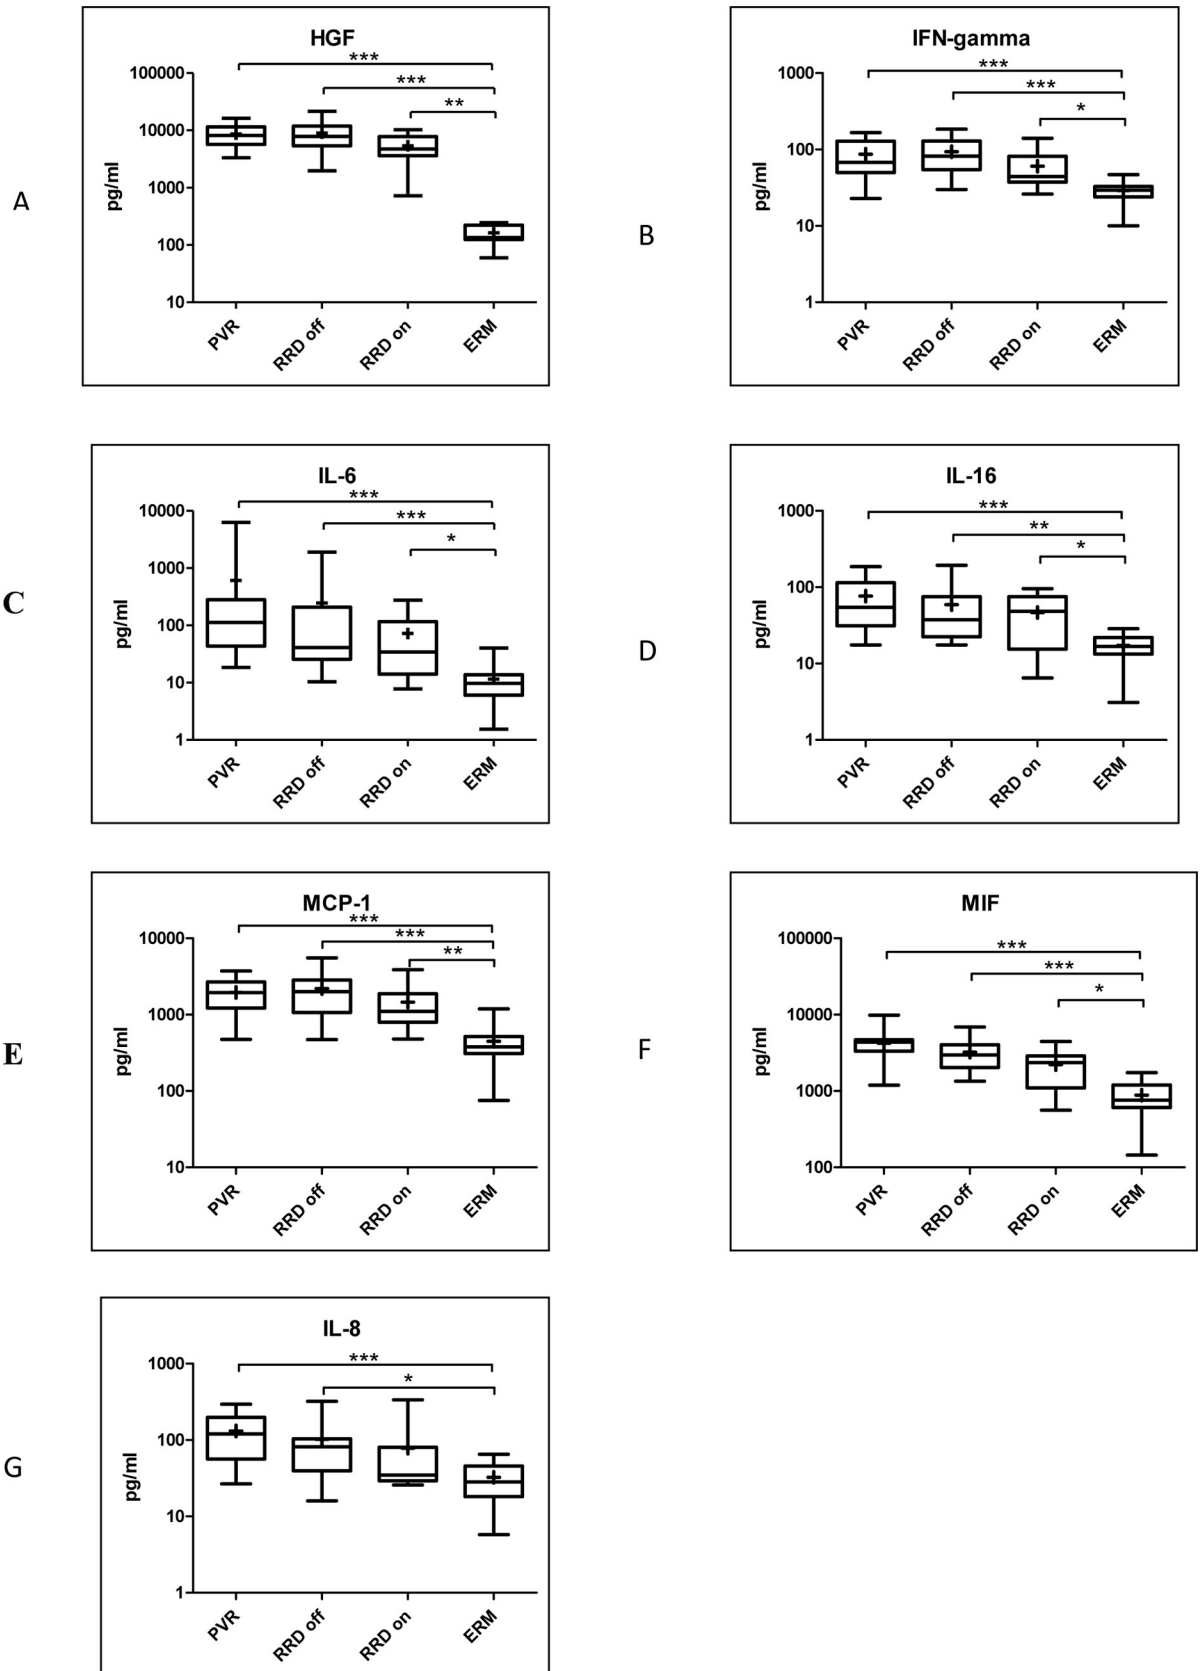 A
HGF
***
***
**
100000
10000
1000
100
10
pg/ml
PVR
RRD off
RRD on
ERM
B
IFN-gamma
***
***
*
1000
100
10
1
pg/ml
PVR
RRD off
RRD on
ERM
C
IL-6
***
***
*
10000
1000
100
10
1
pg/ml
PVR
RRD off
RRD on
ERM
D
IL-16
***
**
*
1000
100
10
1
pg/ml
PVR
RRD off
RRD on
ERM
E
MCP-1
***
***
**
10000
1000
100
10
pg/ml
PVR
RRD off
RRD on
ERM
F
MIF
***
***
*
100000
10000
1000
100
pg/ml
PVR
RRD off
RRD on
ERM
G
IL-8
***
*
1000
100
10
1
pg/ml
PVR
RRD off
RRD on
ERM